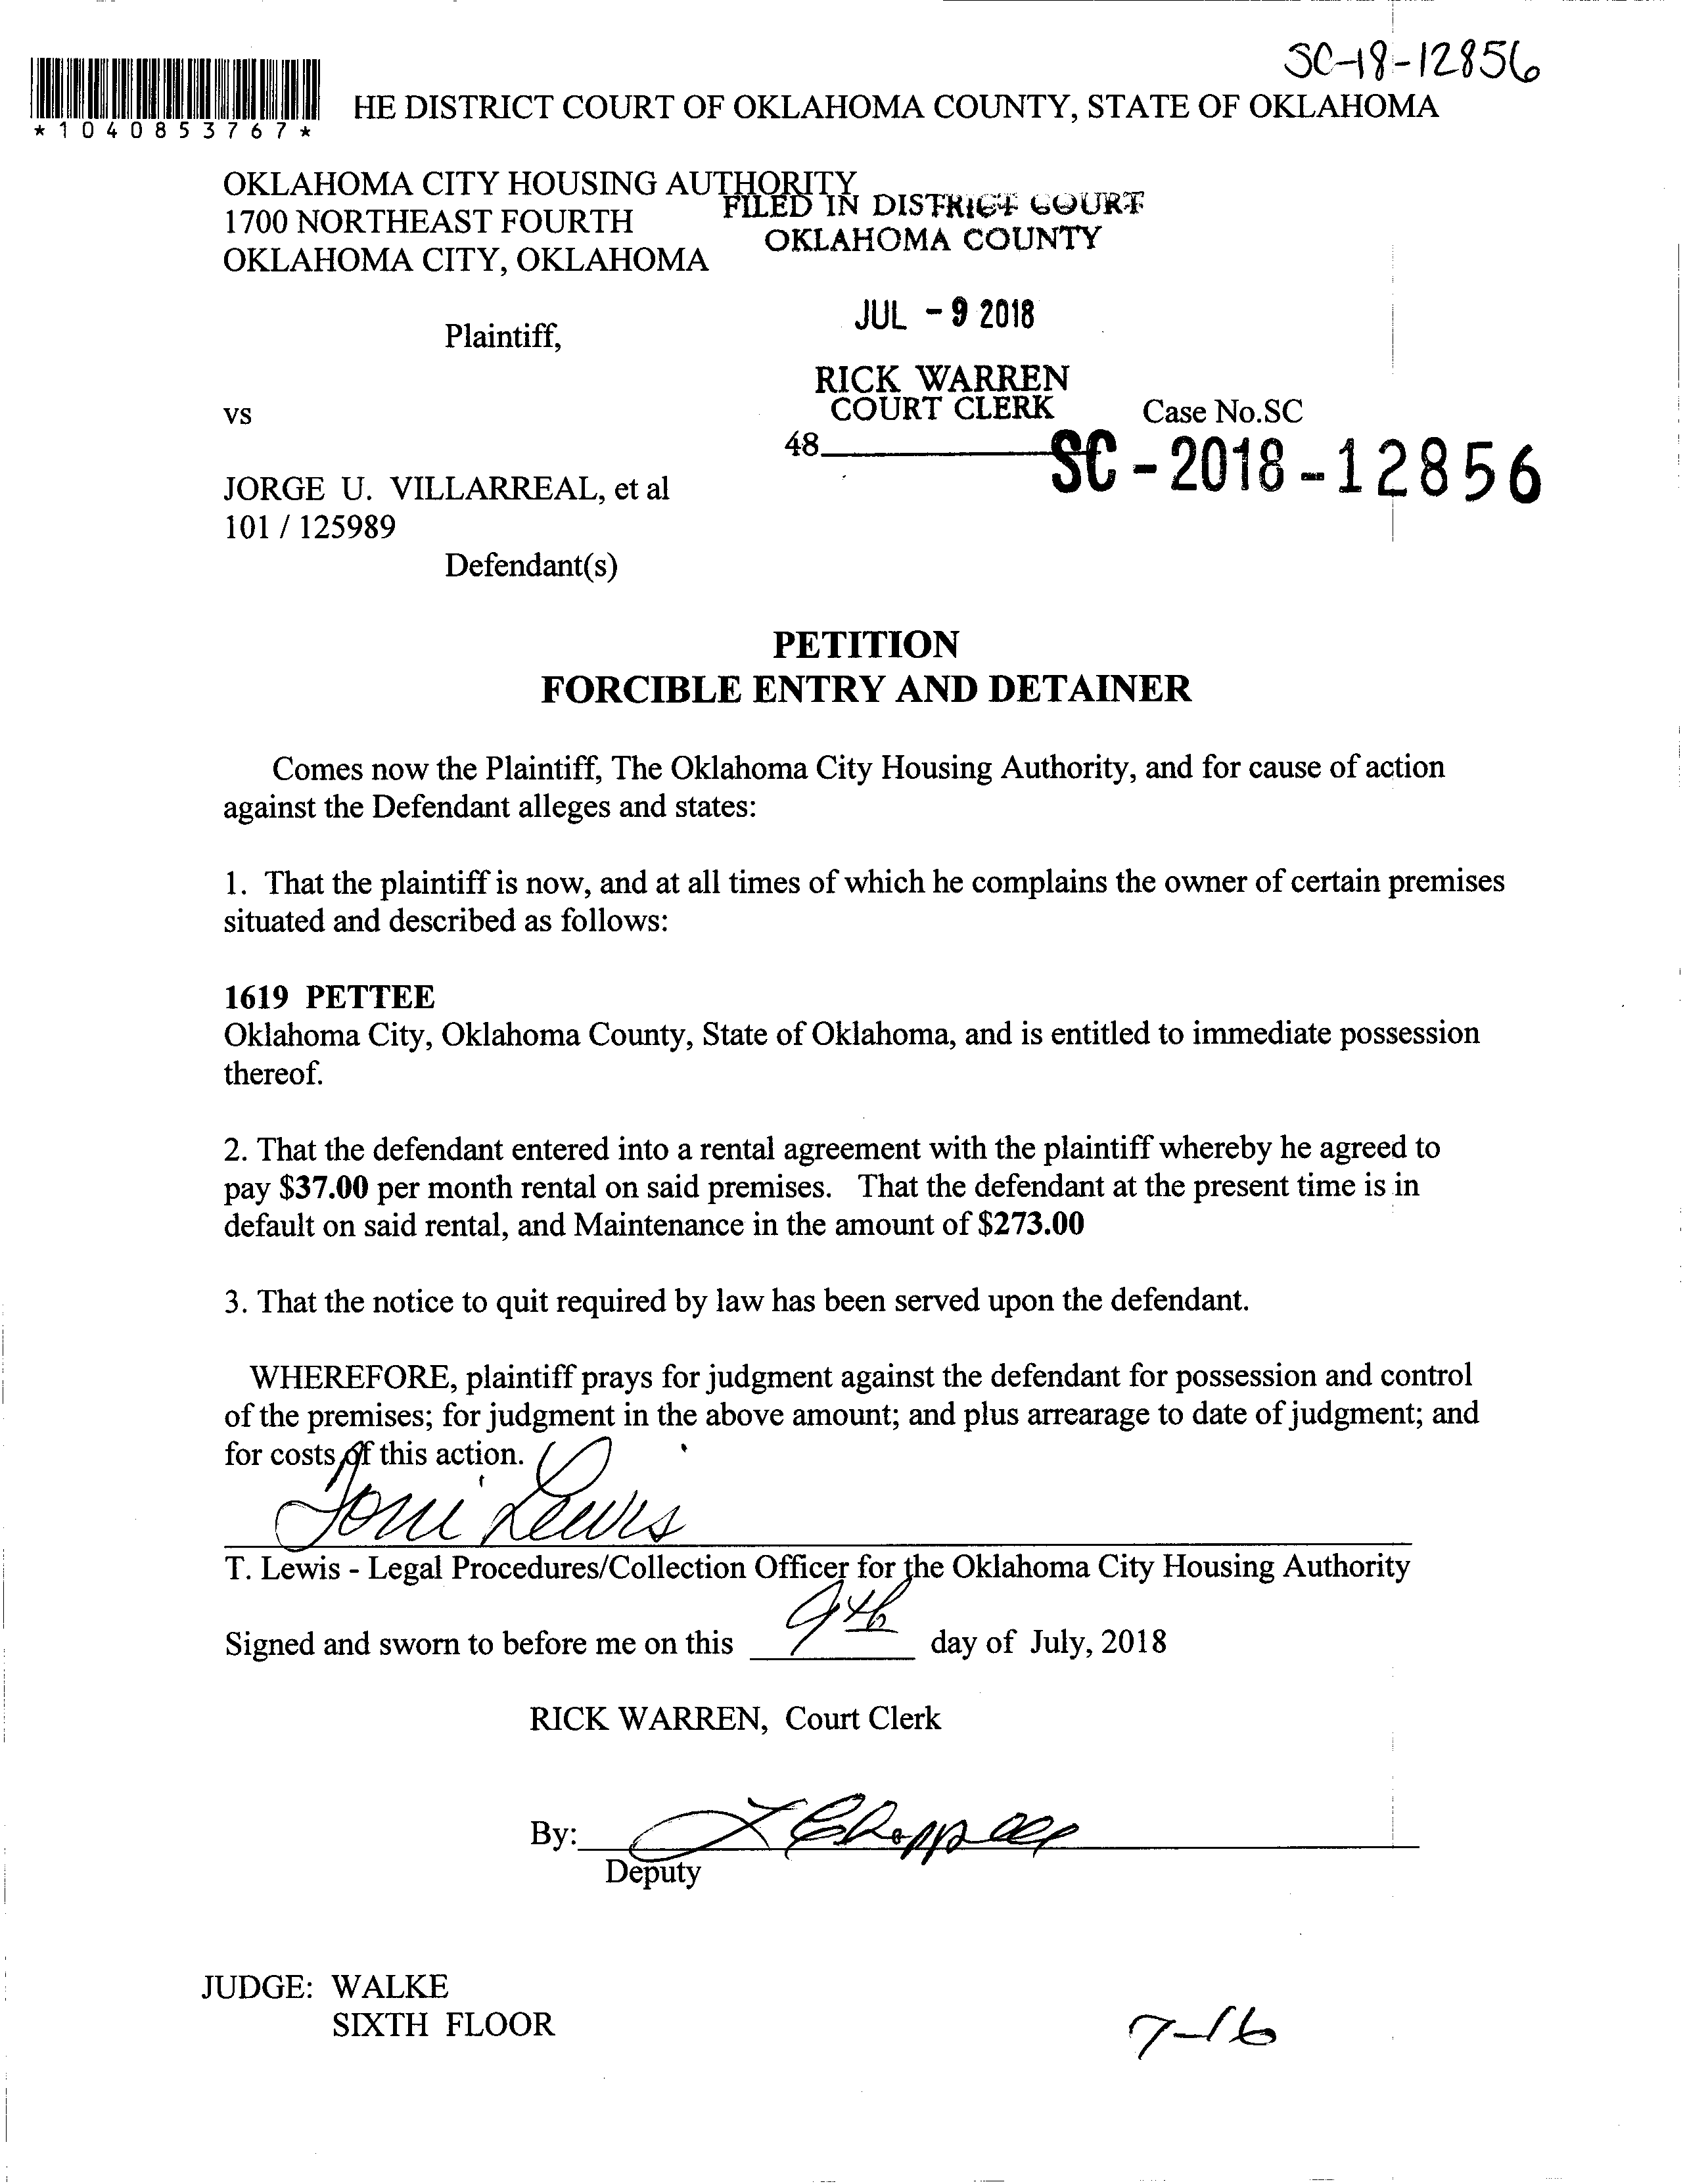 SC-18-12856
*1040853767*
HE DISTRICT COURT OF OKLAHOMA COUNTY, STATE OF OKLAHOMA
OKLAHOMA CITY HOUSING AUTHORITY
1700 NORTHEAST FOURTH
OKLAHOMA CITY, OKLAHOMA
FILED IN DISTRICT COURT
OKLAHOMA COUNTY
JUL - 9 2018
Plaintiff,
RICK WARREN
COURT CLERK
48
vs
Case No.SC
SC - 2018 - 12856
JORGE U. VILLARREAL, et al
101 / 125989
Defendant(s)
PETITION
FORCIBLE ENTRY AND DETAINER
Comes now the Plaintiff, The Oklahoma City Housing Authority, and for cause of action
against the Defendant alleges and states:
1. That the plaintiff is now, and at all times of which he complains the owner of certain premises
situated and described as follows:
1619 PETTEE
Oklahoma City, Oklahoma County, State of Oklahoma, and is entitled to immediate possession
thereof.
2. That the defendant entered into a rental agreement with the plaintiff whereby he agreed to
pay $37.00 per month rental on said premises. That the defendant at the present time is in
default on said rental, and Maintenance in the amount of $273.00
3. That the notice to quit required by law has been served upon the defendant.
WHEREFORE, plaintiff prays for judgment against the defendant for possession and control
of the premises; for judgment in the above amount; and plus arrearage to date of judgment; and
for costs of this action.
Toni Lewis
T. Lewis - Legal Procedures/Collection Officer for the Oklahoma City Housing Authority
Signed and sworn to before me on this 9th day of July, 2018
RICK WARREN, Court Clerk
By:
Deputy
JUDGE: WALKE
SIXTH FLOOR
7-16